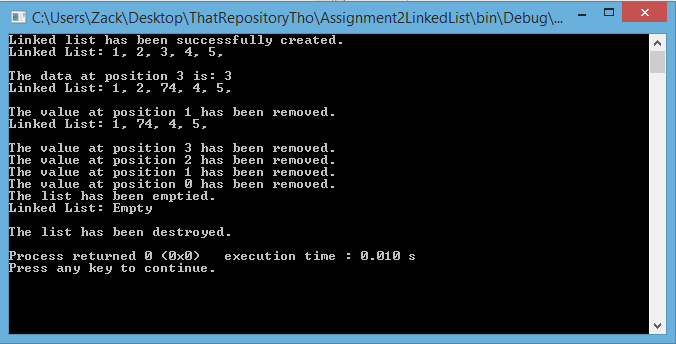 C:\Users\Zack\Desktop\ThatRepositoryTho\Assignment2LinkedList\bin\Debug\...
Linked list has been successfully created.
Linked List: 1, 2, 3, 4, 5,
The data at position 3 is: 3
Linked List: 1, 2, 74, 4, 5,
The value at position 1 has been removed.
Linked List: 1, 74, 4, 5,
The value at position 3 has been removed.
The value at position 2 has been removed.
The value at position 1 has been removed.
The value at position 0 has been removed.
The list has been emptied.
Linked List: Empty
The list has been destroyed.
Process returned 0 (0x0)   execution time : 0.010 s
Press any key to continue.